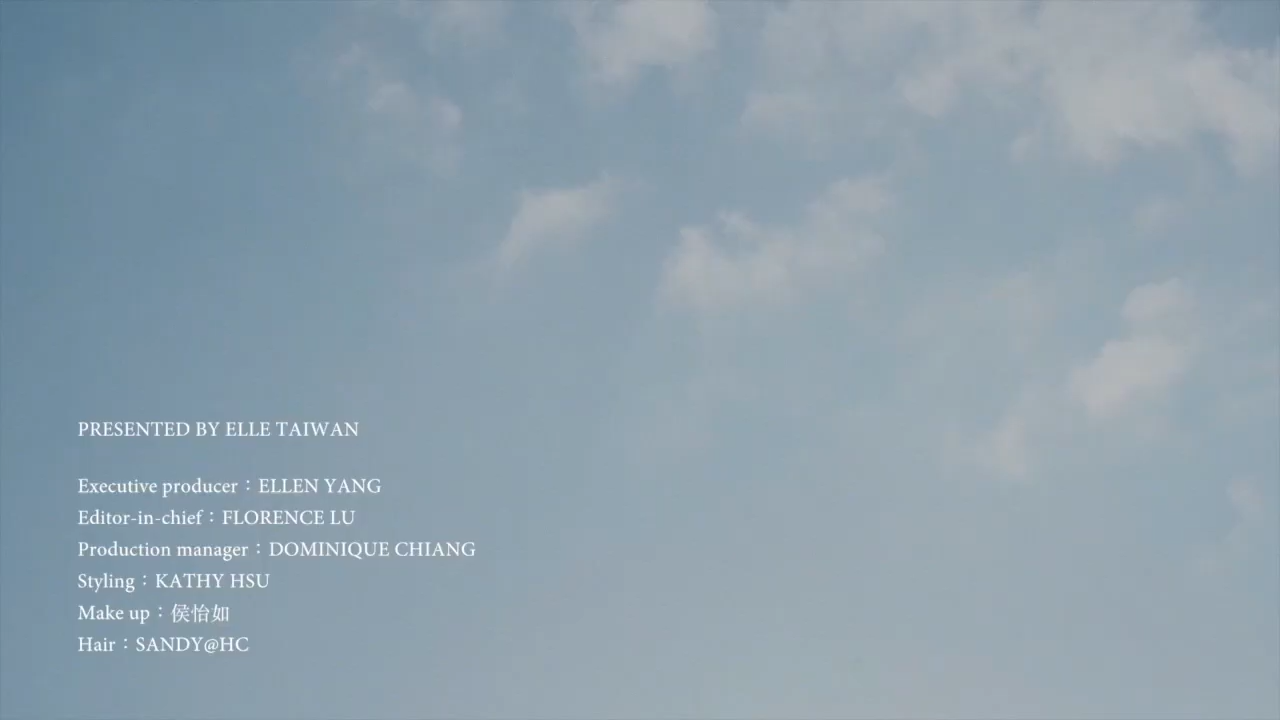 PRESENTED BY ELLE TAIWAN
Executive producer：ELLEN YANG
Editor-in-chief：FLORENCE LU
Production manager：DOMINIQUE CHIANG
Styling：KATHY HSU
Make up：侯怡如
Hair：SANDY@HC